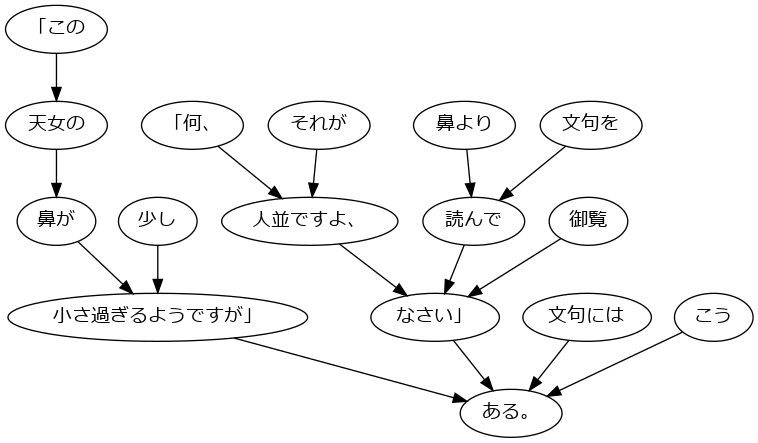 「この
天女の
「何、
それが
鼻より
文句を
鼻が
少し
人並ですよ、
読んで
御覧
小さ過ぎるようですが」
なさい」
文句には
こう
ある。